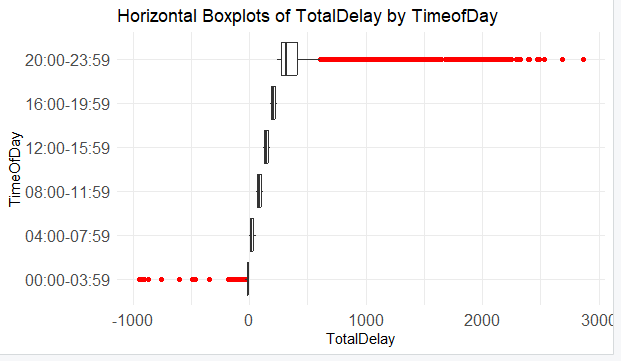 Horizontal Boxplots of TotalDelay by TimeofDay
TimeOfDay
20:00-23:59
16:00-19:59
12:00-15:59
08:00-11:59
04:00-07:59
00:00-03:59
-1000 0 1000 2000 3000
TotalDelay